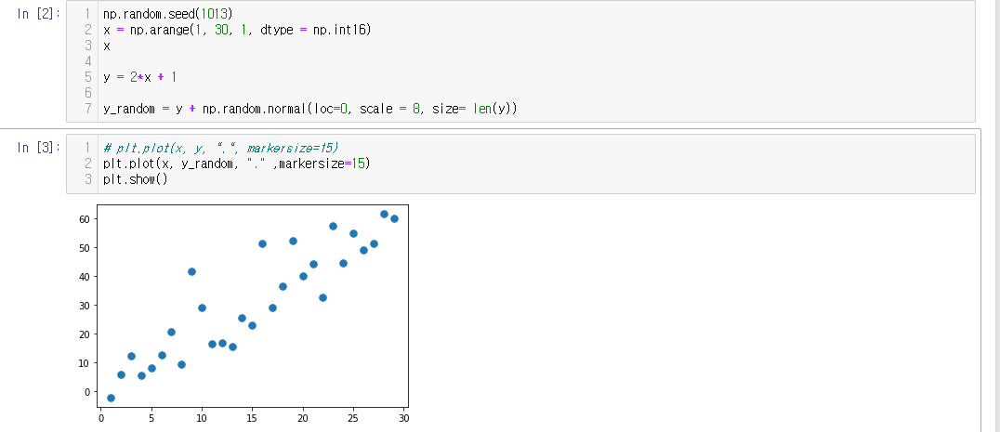 In [2]:
1 np.random.seed(1013)
2 x = np.arange(1, 30, 1, dtype = np.int16)
3 x
4
5 y = 2*x + 1
6
7 y_random = y + np.random.normal(loc=0, scale = 8, size= len(y))
In [3]:
1 # plt.plot(x, y, ".", markersize=15)
2 plt.plot(x, y_random, "." ,markersize=15)
3 plt.show()
60
50
40
30
20
10
0
0 5 10 15 20 25 30